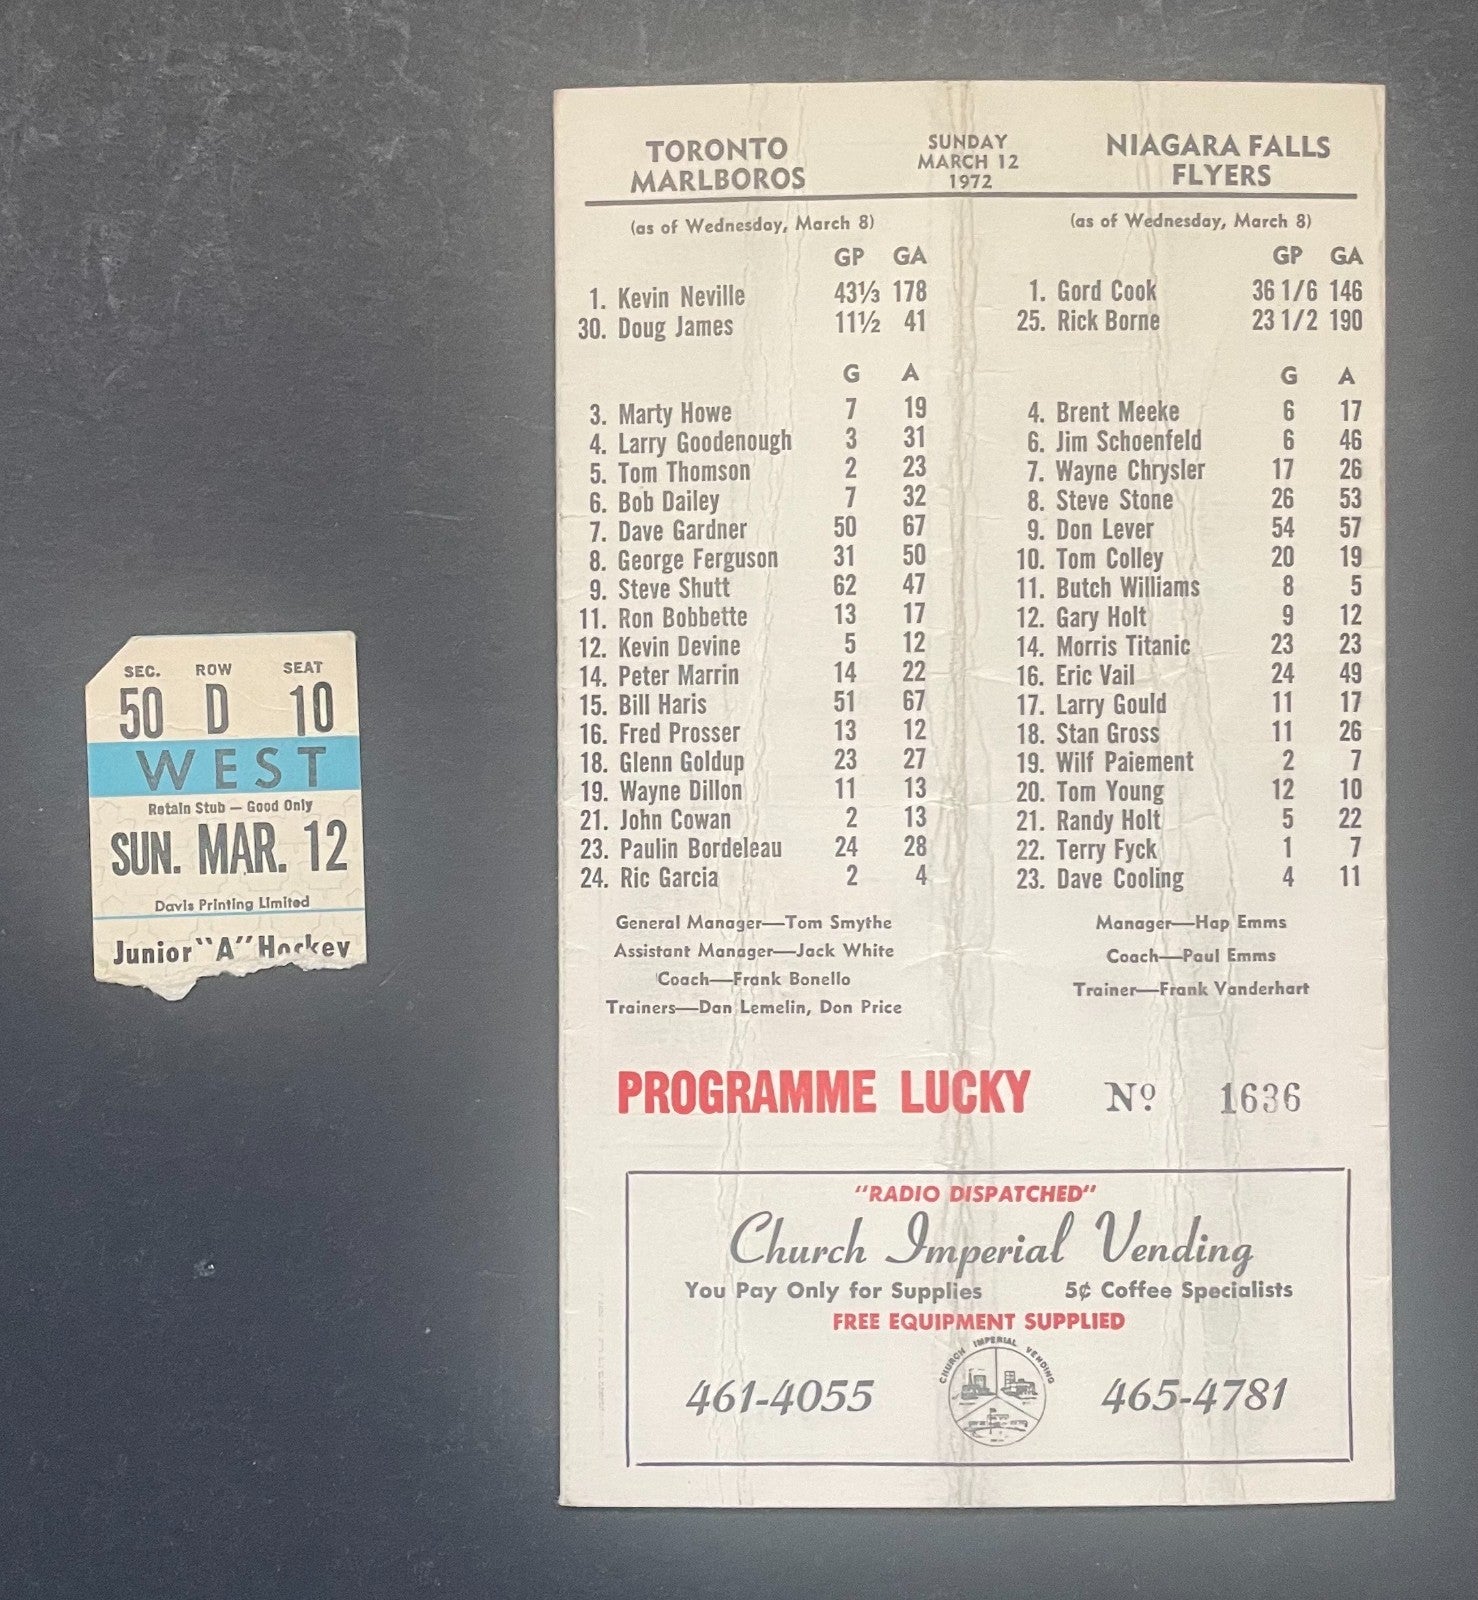 SEC. ROW SEAT
50 D 10
WEST
Retain Stub — Good Only
SUN. MAR. 12
Davis Printing Limited
Junior "A" Hockey
TORONTO
MARLBOROS
SUNDAY
MARCH 12
1972
NIAGARA FALLS
FLYERS
(as of Wednesday, March 8)
GP GA
1. Kevin Neville 43⅓ 178
30. Doug James 11½ 41
G A
3. Marty Howe 7 19
4. Larry Goodenough 3 31
5. Tom Thomson 2 23
6. Bob Dailey 7 32
7. Dave Gardner 50 67
8. George Ferguson 31 50
9. Steve Shutt 62 47
11. Ron Bobbette 13 17
12. Kevin Devine 5 12
14. Peter Marrin 14 22
15. Bill Haris 51 67
16. Fred Prosser 13 12
18. Glenn Goldup 23 27
19. Wayne Dillon 11 13
21. John Cowan 2 13
23. Paulin Bordeleau 24 28
24. Ric Garcia 2 4
General Manager—Tom Smythe
Assistant Manager—Jack White
Coach—Frank Bonello
Trainers—Dan Lemelin, Don Price
(as of Wednesday, March 8)
GP GA
1. Gord Cook 36 1/6 146
25. Rick Borne 23 1/2 190
G A
4. Brent Meeke 6 17
6. Jim Schoenfeld 6 46
7. Wayne Chrysler 17 26
8. Steve Stone 26 53
9. Don Lever 54 57
10. Tom Colley 20 19
11. Butch Williams 8 5
12. Gary Holt 9 12
14. Morris Titanic 23 23
16. Eric Vail 24 49
17. Larry Gould 11 17
18. Stan Gross 11 26
19. Wilf Paiement 2 7
20. Tom Young 12 10
21. Randy Holt 5 22
22. Terry Fyck 1 7
23. Dave Cooling 4 11
Manager—Hap Emms
Coach—Paul Emms
Trainer—Frank Vanderhart
PROGRAMME LUCKY Nº 1636
"RADIO DISPATCHED"
Church Imperial Vending
You Pay Only for Supplies 5¢ Coffee Specialists
FREE EQUIPMENT SUPPLIED
CHURCH IMPERIAL VENDING
461-4055 465-4781